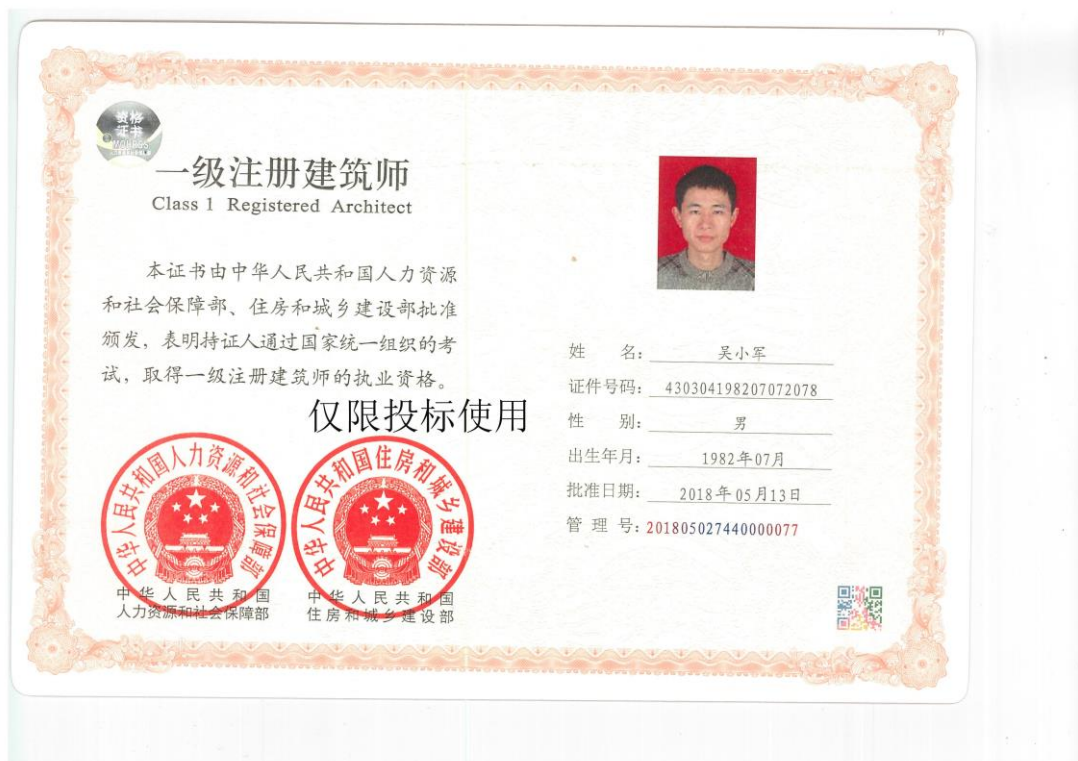 资格
证书
一级注册建筑师
Class 1 Registered Architect
本证书由中华人民共和国人力资源
和社会保障部、住房和城乡建设部批准
颁发，表明持证人通过国家统一组织的考
试，取得一级注册建筑师的执业资格。
仅限投标使用
中华人民共和国人力资源和社会保障部
中华人民共和国住房和城乡建设部
中华人民共和国
人力资源和社会保障部
中华人民共和国
住房和城乡建设部
姓 名：吴小军
证件号码：430304198207072078
性 别：男
出生年月：1982年07月
批准日期：2018年05月13日
管 理 号：201805027440000077